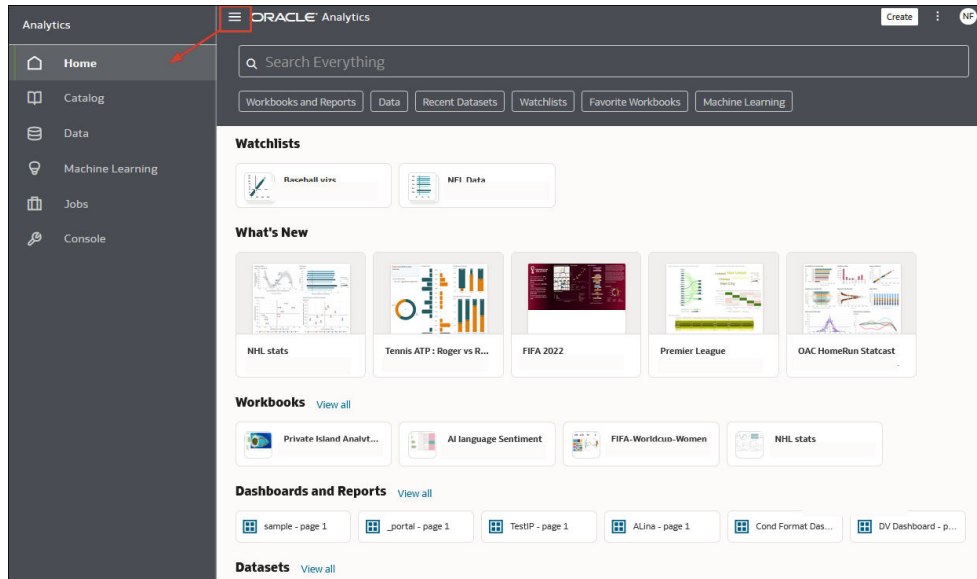 Analytics
Home
Catalog
Data
Machine Learning
Jobs
Console
ORACLE Analytics
Create
NF
Search Everything
Workbooks and Reports
Data
Recent Datasets
Watchlists
Favorite Workbooks
Machine Learning
Watchlists
Baseball vizs
NFL Data
What's New
NHL stats
Tennis ATP : Roger vs R...
FIFA 2022
Premier League
OAC HomeRun Statcast
Workbooks View all
Private Island Analyt...
AI language Sentiment
FIFA-Worldcup-Women
NHL stats
Dashboards and Reports View all
sample - page 1
_portal - page 1
TestIP - page 1
ALina - page 1
Cond Format Das...
DV Dashboard - p...
Datasets View all